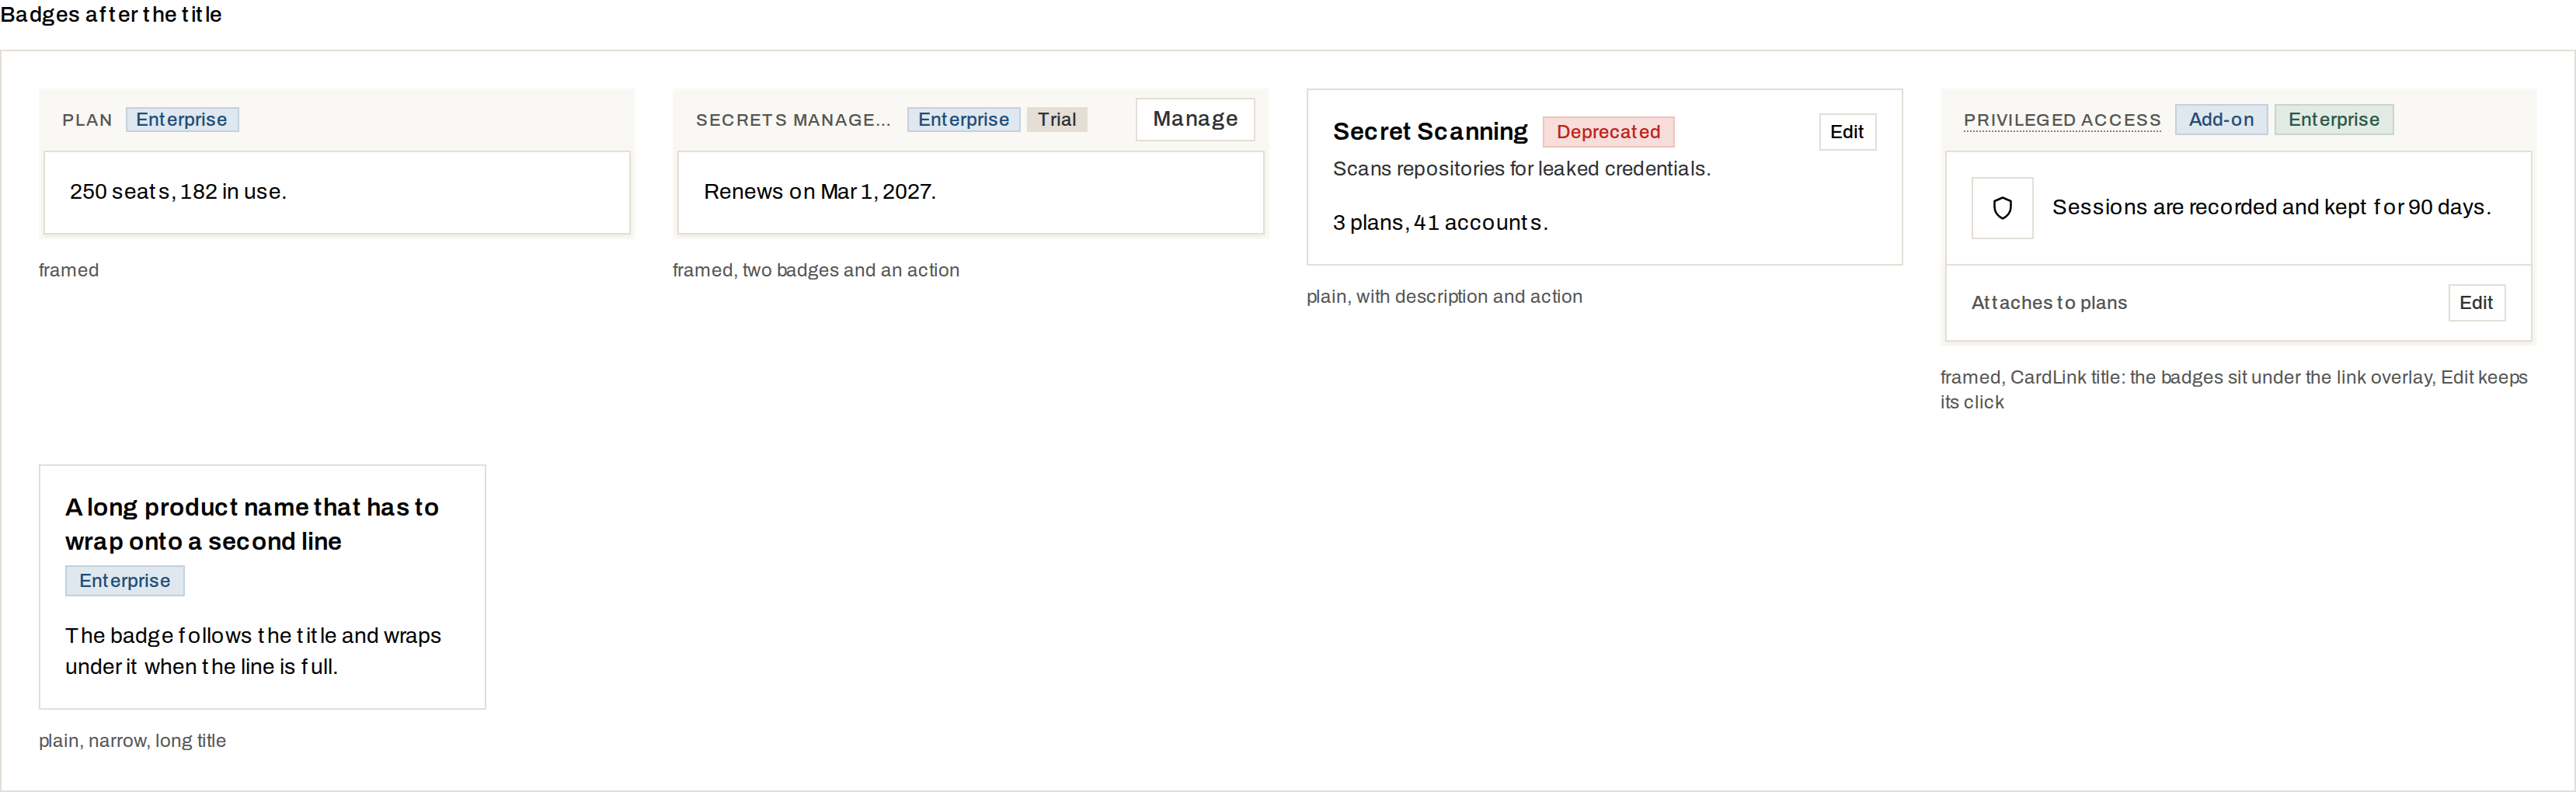 Badges after the title
PLAN Enterprise
250 seats, 182 in use.
framed
SECRETS MANAGE... Enterprise Trial Manage
Renews on Mar 1, 2027.
framed, two badges and an action
Secret Scanning Deprecated Edit
Scans repositories for leaked credentials.
3 plans, 41 accounts.
plain, with description and action
PRIVILEGED ACCESS Add-on Enterprise
Sessions are recorded and kept for 90 days.
Attaches to plans Edit
framed, CardLink title: the badges sit under the link overlay, Edit keeps
its click
A long product name that has to
wrap onto a second line
Enterprise
The badge follows the title and wraps
under it when the line is full.
plain, narrow, long title